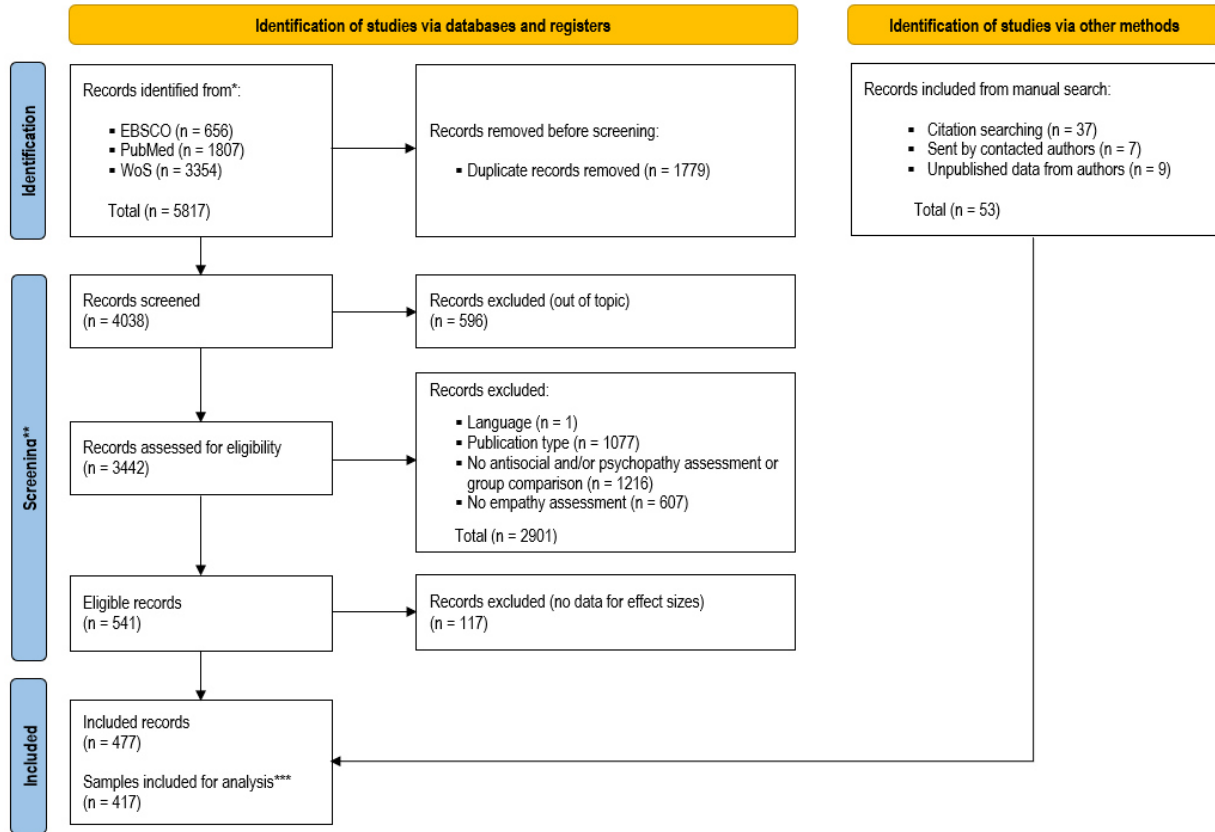 Identification of studies via databases and registers
Identification of studies via other methods
Identification
Records identified from*:
▪ EBSCO (n = 656)
▪ PubMed (n = 1807)
▪ WoS (n = 3354)
Total (n = 5817)
Records removed before screening:
▪ Duplicate records removed (n = 1779)
Records included from manual search:
▪ Citation searching (n = 37)
▪ Sent by contacted authors (n = 7)
▪ Unpublished data from authors (n = 9)
Total (n = 53)
Screening**
Records screened
(n = 4038)
Records excluded (out of topic)
(n = 596)
Records assessed for eligibility
(n = 3442)
Records excluded:
▪ Language (n = 1)
▪ Publication type (n = 1077)
▪ No antisocial and/or psychopathy assessment or
group comparison (n = 1216)
▪ No empathy assessment (n = 607)
Total (n = 2901)
Eligible records
(n = 541)
Records excluded (no data for effect sizes)
(n = 117)
Included
Included records
(n = 477)
Samples included for analysis***
(n = 417)